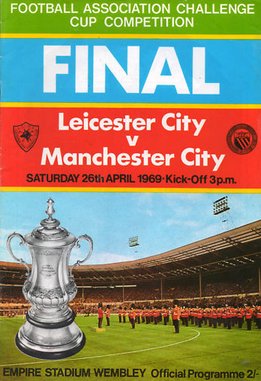 FOOTBALL ASSOCIATION CHALLENGE
CUP COMPETITION
FINAL
Leicester City
v
Manchester City
SATURDAY 26th APRIL 1969·Kick-Off 3p.m.
EMPIRE STADIUM WEMBLEY Official Programme 2/-